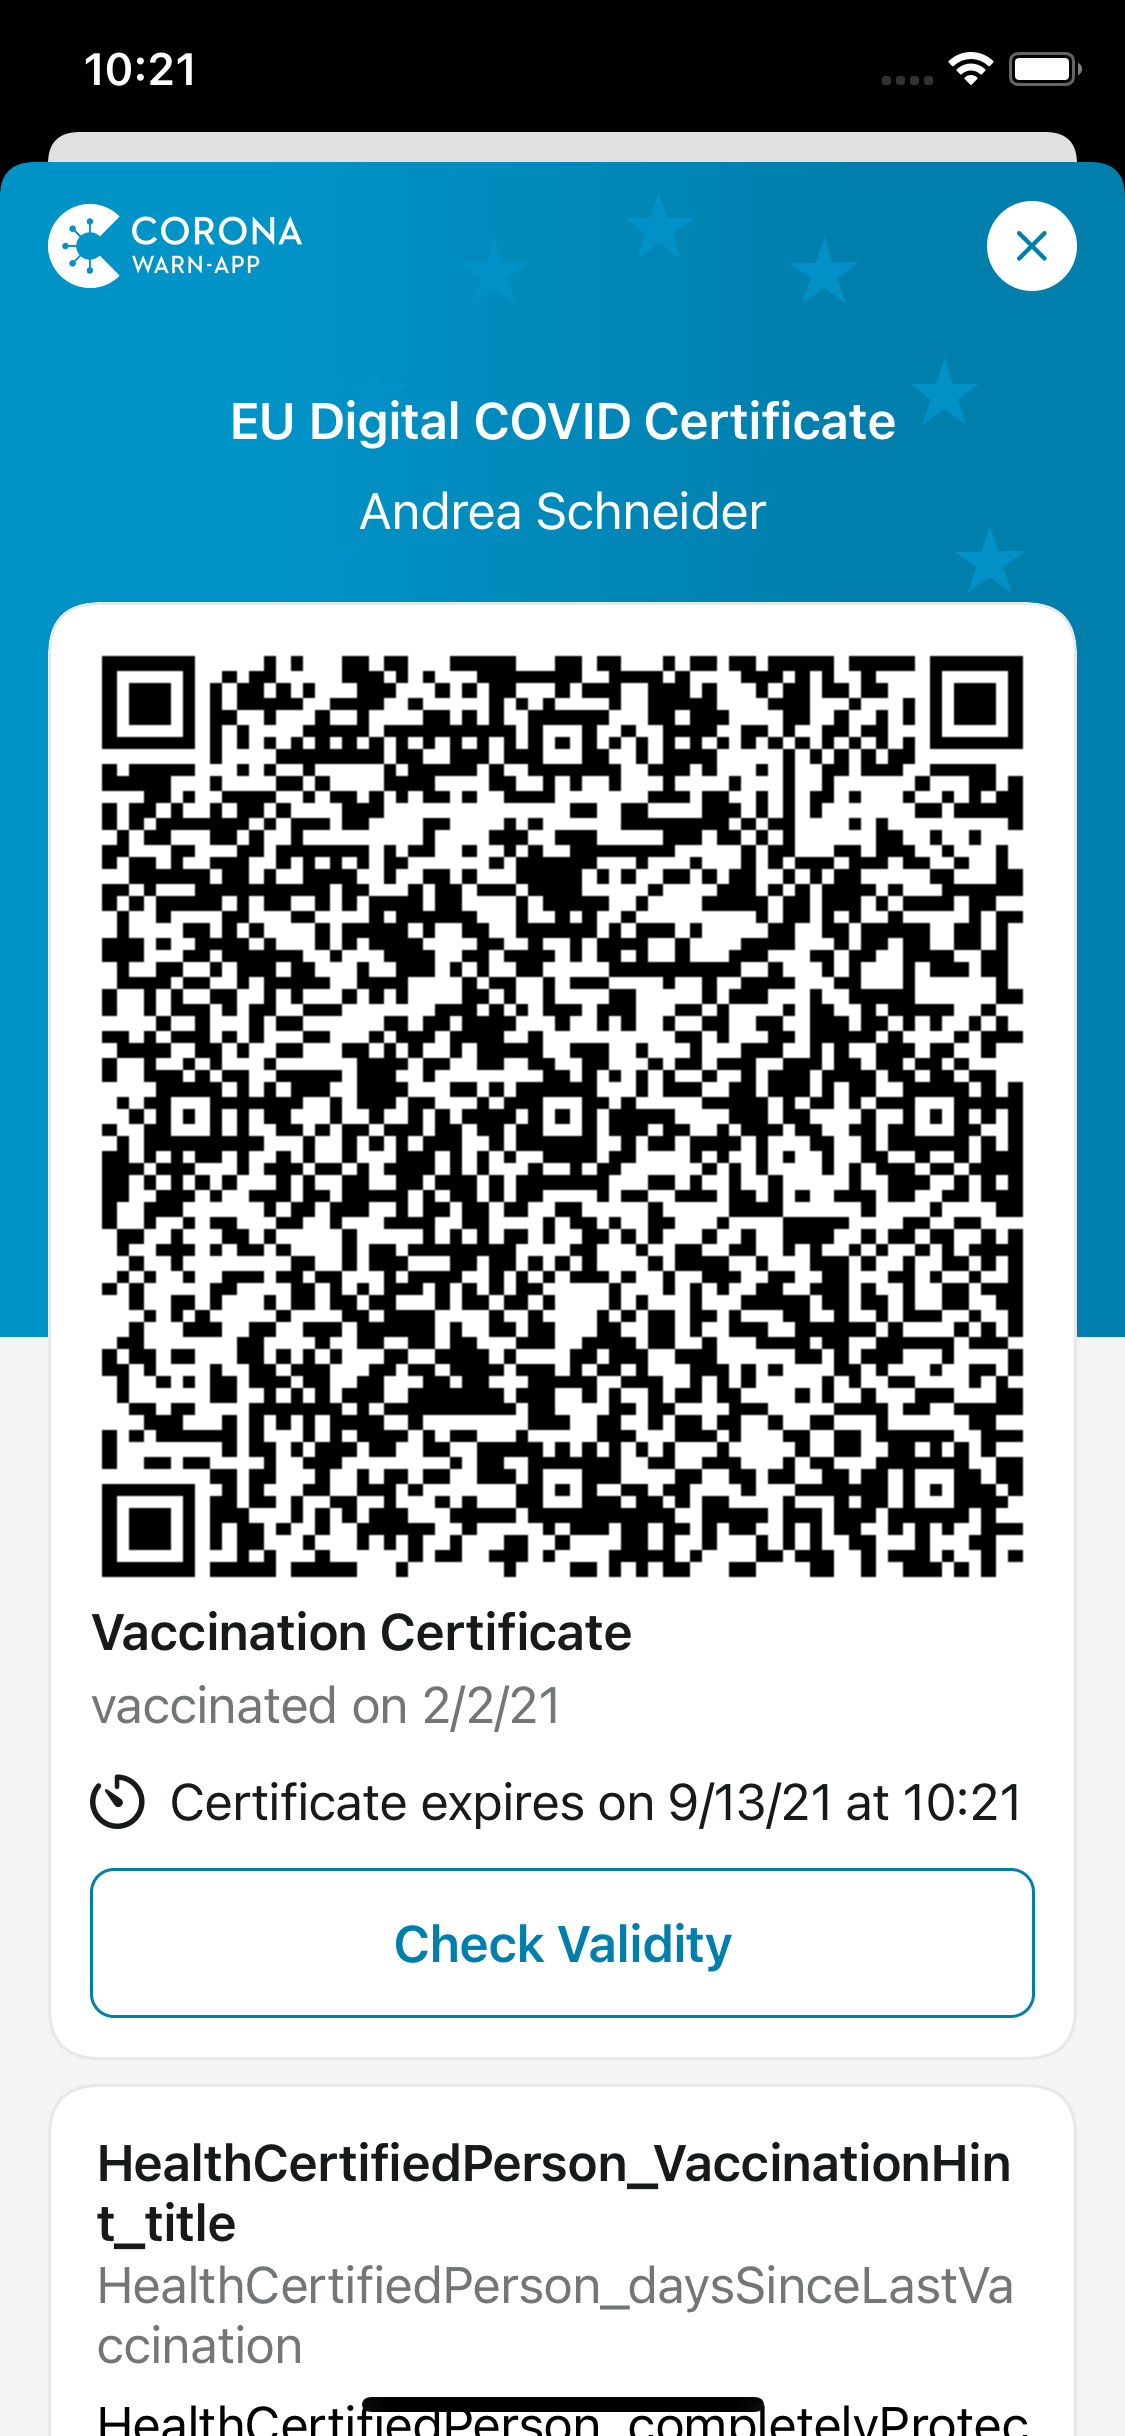 10:21
CORONA
WARN-APP
EU Digital COVID Certificate
Andrea Schneider
Vaccination Certificate
vaccinated on 2/2/21
Certificate expires on 9/13/21 at 10:21
Check Validity
HealthCertifiedPerson_VaccinationHin
t_title
HealthCertifiedPerson_daysSinceLastVa
ccination
HealthCertifiedPerson_completelyProtec